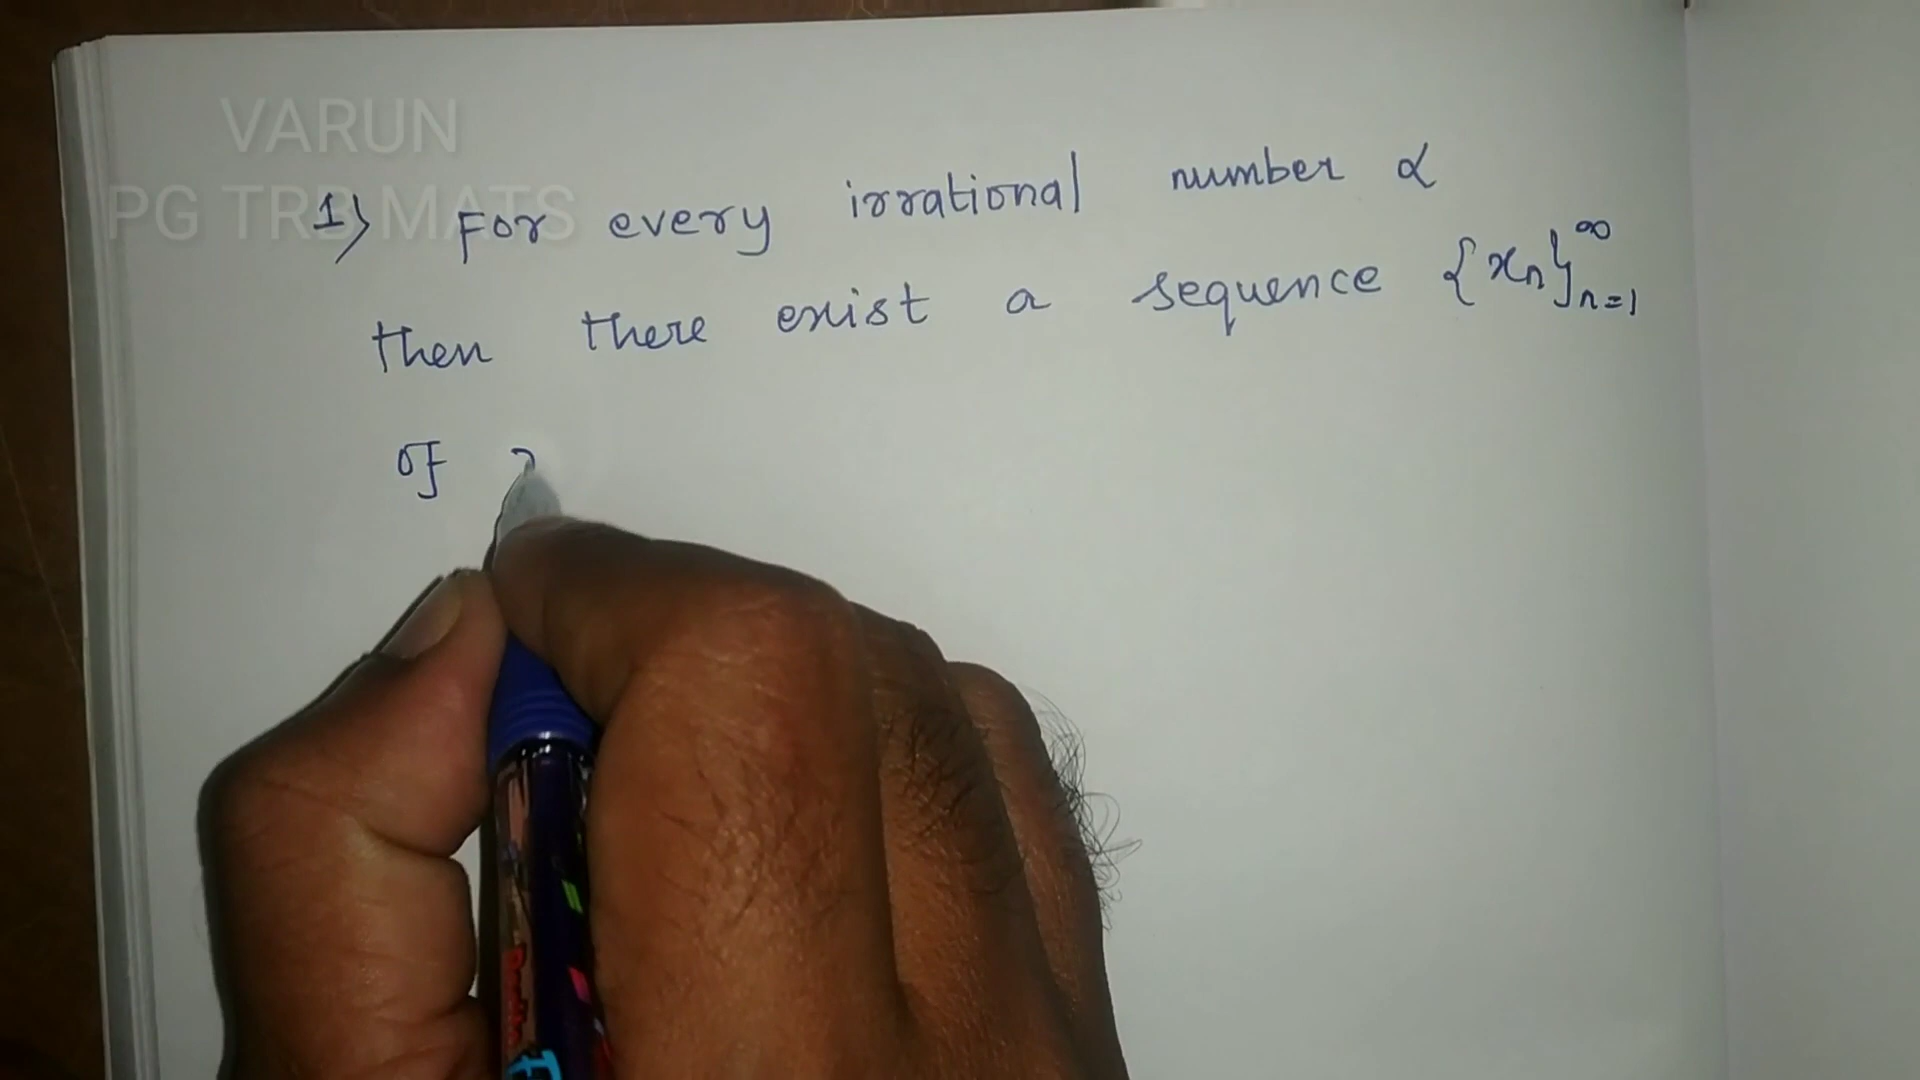 VARUN
PG TRB MATS
1) For every irrational number α
then there exist a sequence {xn}∞n=1
of